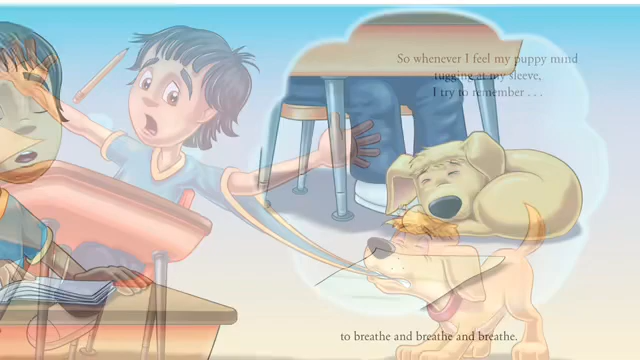 So whenever I feel my puppy mind
tugging at my sleeve,
I try to remember . . .
to breathe and breathe and breathe.